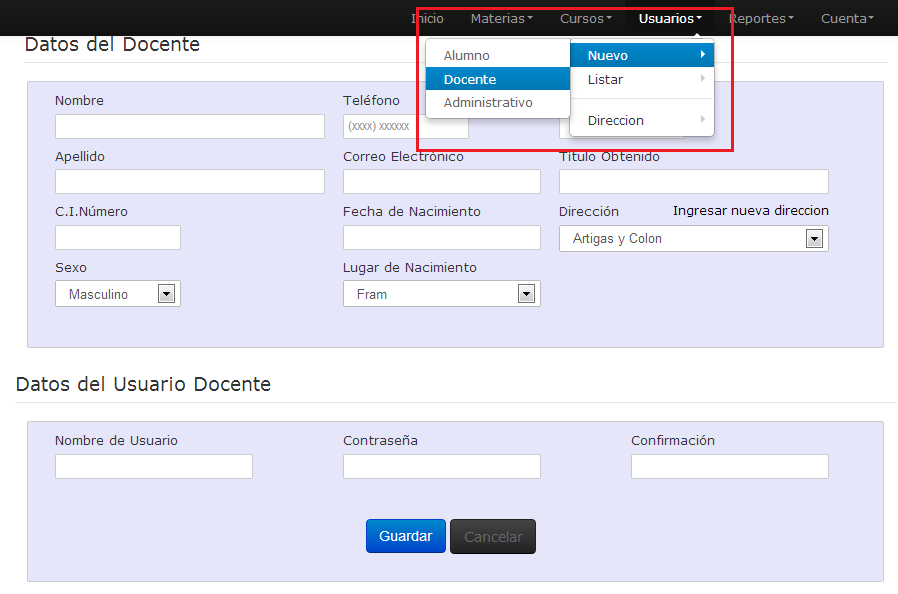 Inicio Materias Cursos Usuarios Reportes Cuenta
Datos del Docente
Alumno
Docente
Administrativo
Nuevo
Listar
Direccion
Nombre
Teléfono
(xxxx) xxxxxx
Apellido
Correo Electrónico
Titulo Obtenido
C.I.Número
Fecha de Nacimiento
Dirección Ingresar nueva direccion
Artigas y Colon
Sexo
Lugar de Nacimiento
Masculino
Fram
Datos del Usuario Docente
Nombre de Usuario
Contraseña
Confirmación
Guardar Cancelar